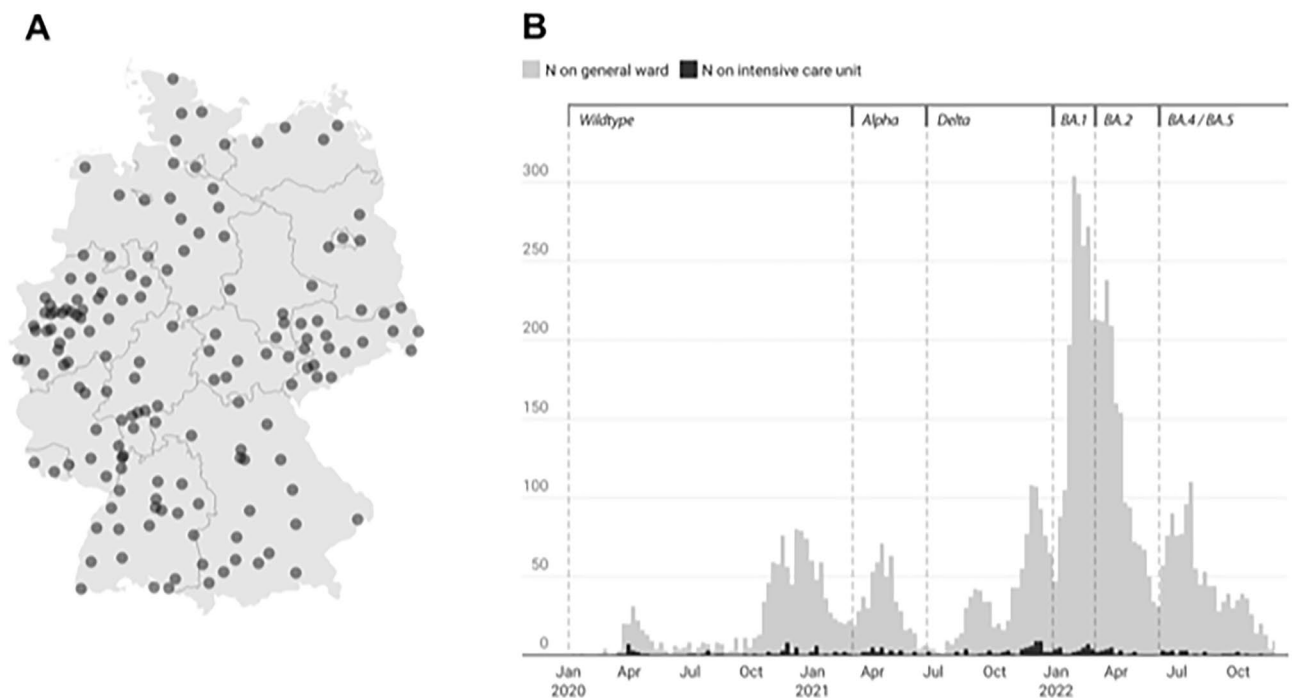 A
B
N on general ward N on intensive care unit
Wildtype Alpha Delta BA.1 BA.2 BA.4 / BA.5
300
250
200
150
100
50
0
Jan Apr Jul Oct Jan Apr Jul Oct Jan Apr Jul Oct
2020 2021 2022